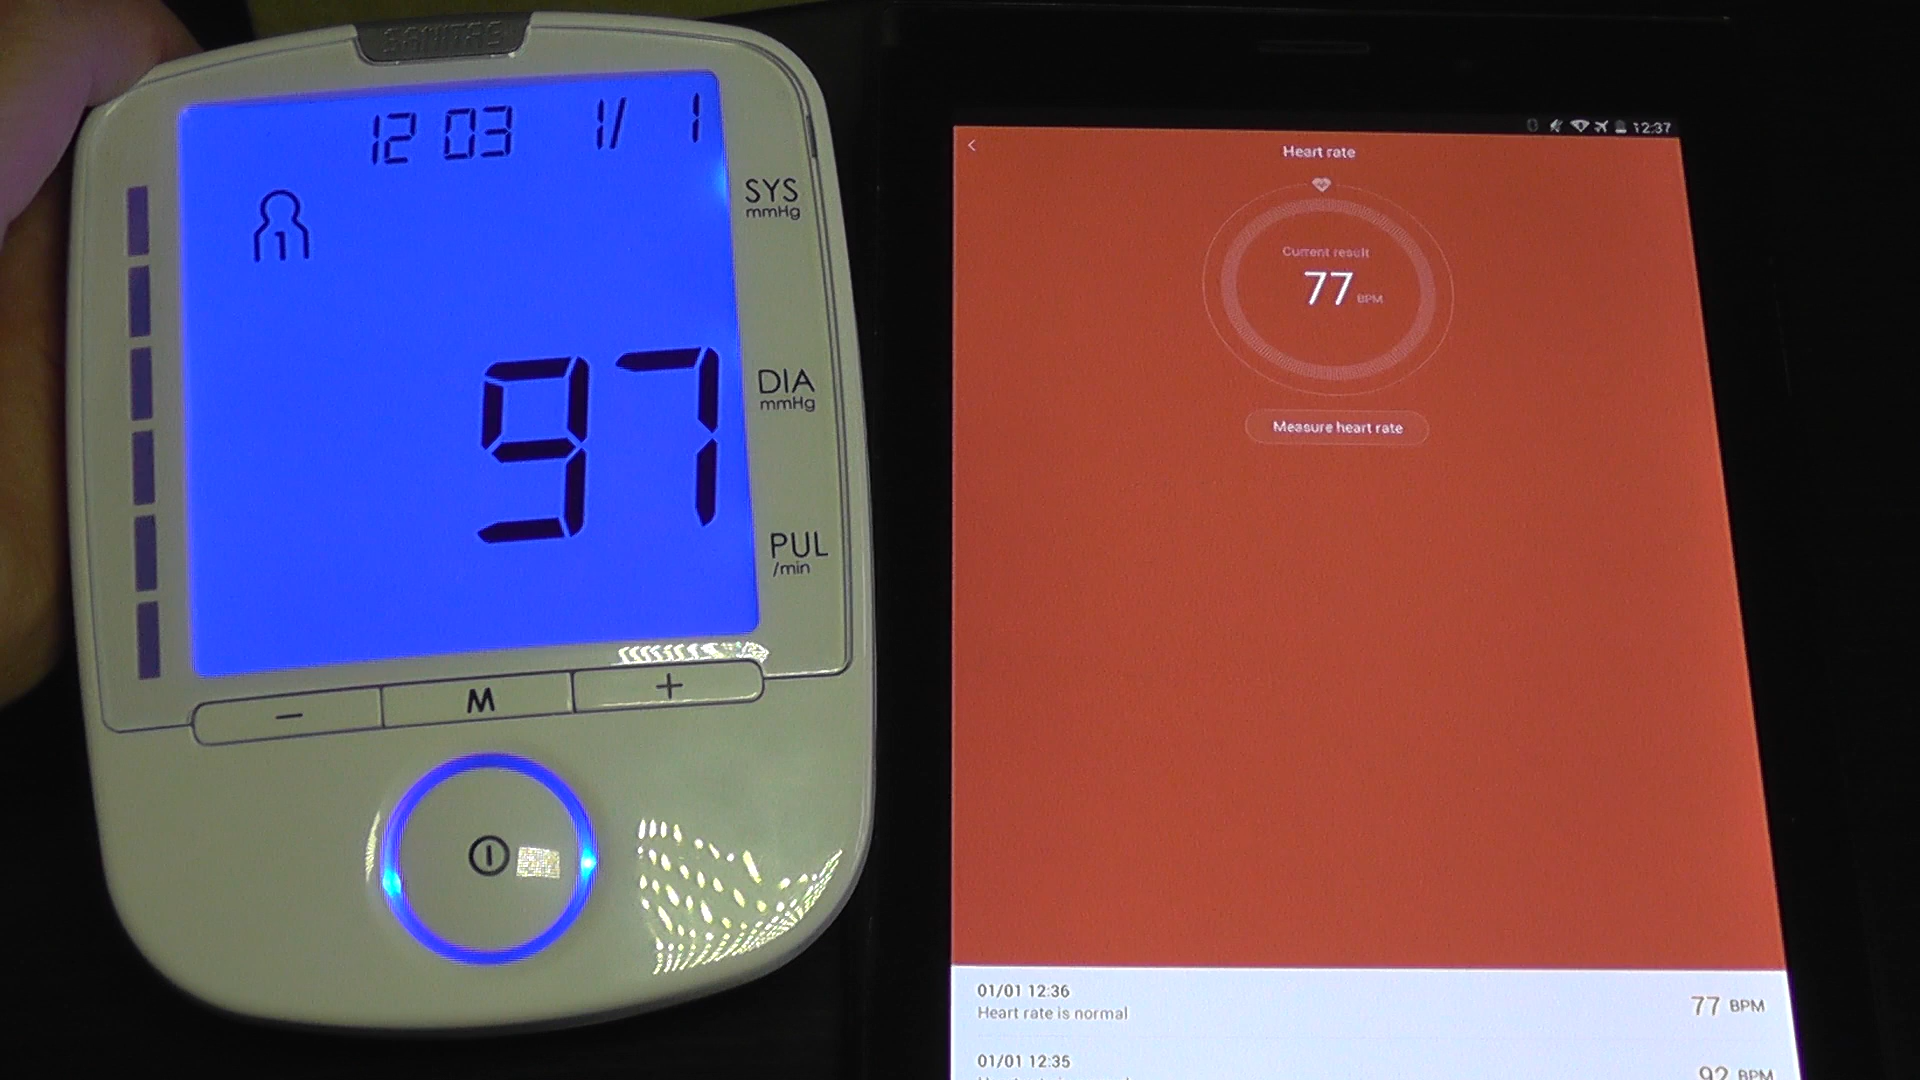 SANITAS
12 03 1/ 1
1
SYS
mmHg
97
DIA
mmHg
PUL
/min
− M +
12:37
<
Heart rate
Current result
77 BPM
Measure heart rate
01/01 12:36
Heart rate is normal
77 BPM
01/01 12:35
92 BPM